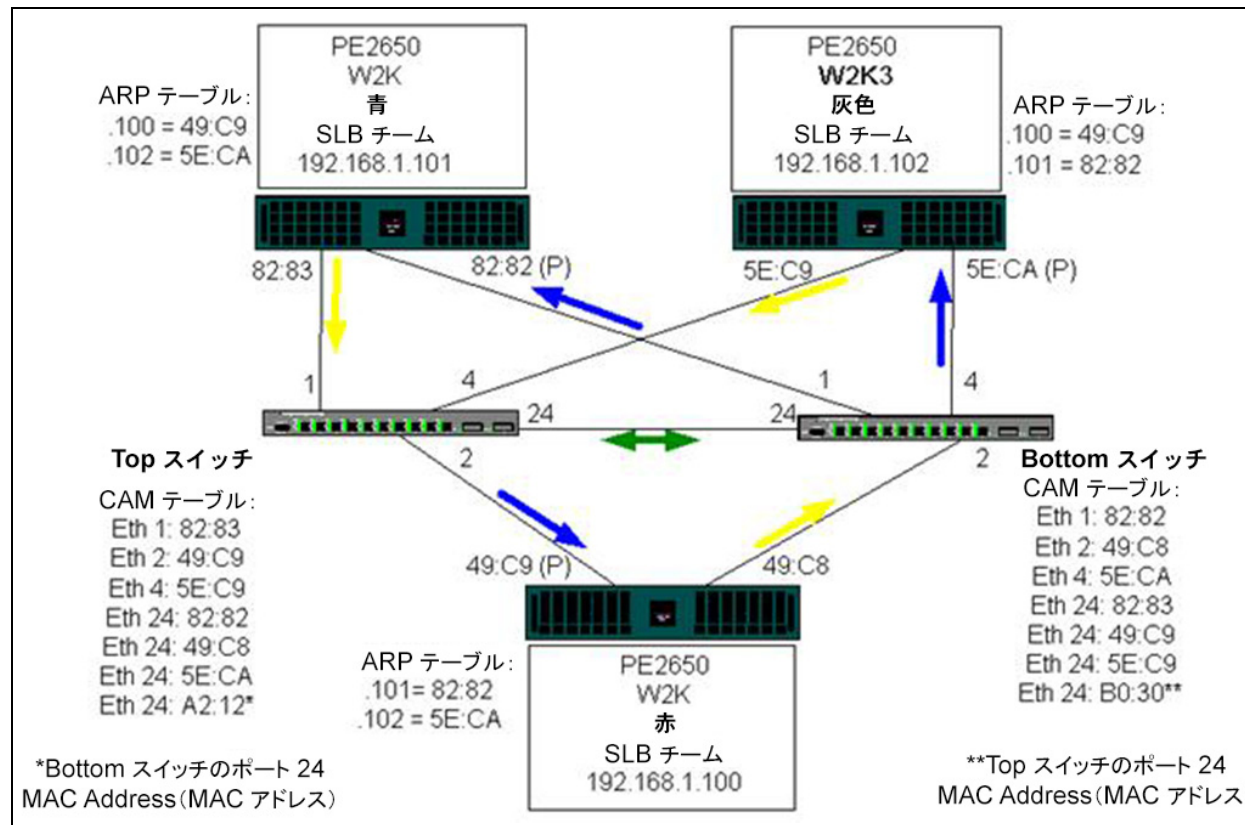 PE2650
W2K
青
SLB チーム
192.168.1.101
ARP テーブル:
.100 = 49:C9
.102 = 5E:CA
PE2650
W2K3
灰色
SLB チーム
192.168.1.102
ARP テーブル:
.100 = 49:C9
.101 = 82:82
82:83
82:82 (P)
5E:C9
5E:CA (P)
1
4
1
4
24
24
2
2
Top スイッチ
CAM テーブル:
Eth 1: 82:83
Eth 2: 49:C9
Eth 4: 5E:C9
Eth 24: 82:82
Eth 24: 49:C8
Eth 24: 5E:CA
Eth 24: A2:12*
Bottom スイッチ
CAM テーブル:
Eth 1: 82:82
Eth 2: 49:C8
Eth 4: 5E:CA
Eth 24: 82:83
Eth 24: 49:C9
Eth 24: 5E:C9
Eth 24: B0:30**
49:C9 (P)
49:C8
ARP テーブル:
.101= 82:82
.102 = 5E:CA
PE2650
W2K
赤
SLB チーム
192.168.1.100
*Bottom スイッチのポート 24
MAC Address(MAC アドレス)
**Top スイッチのポート 24
MAC Address(MAC アドレス